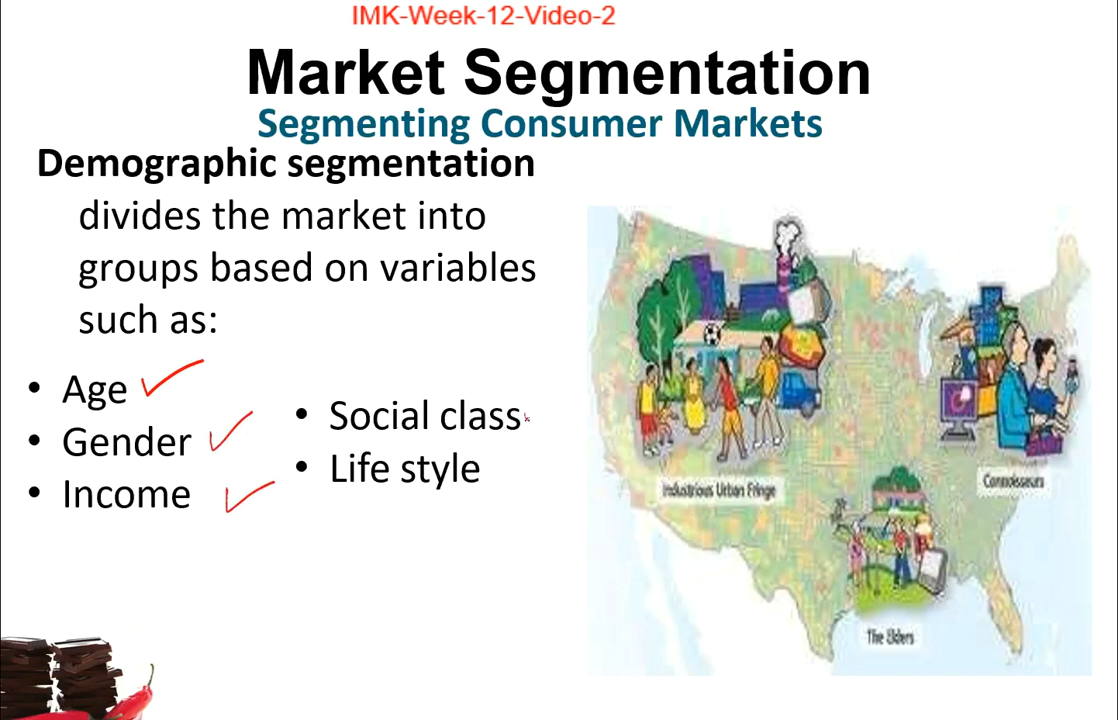 IMK-Week-12-Video-2
Market Segmentation
Segmenting Consumer Markets
Demographic segmentation
divides the market into
groups based on variables
such as:
• Age
• Gender
• Income
• Social class
• Life style
Industrious Urban Fringe
Connoisseurs
The Elders